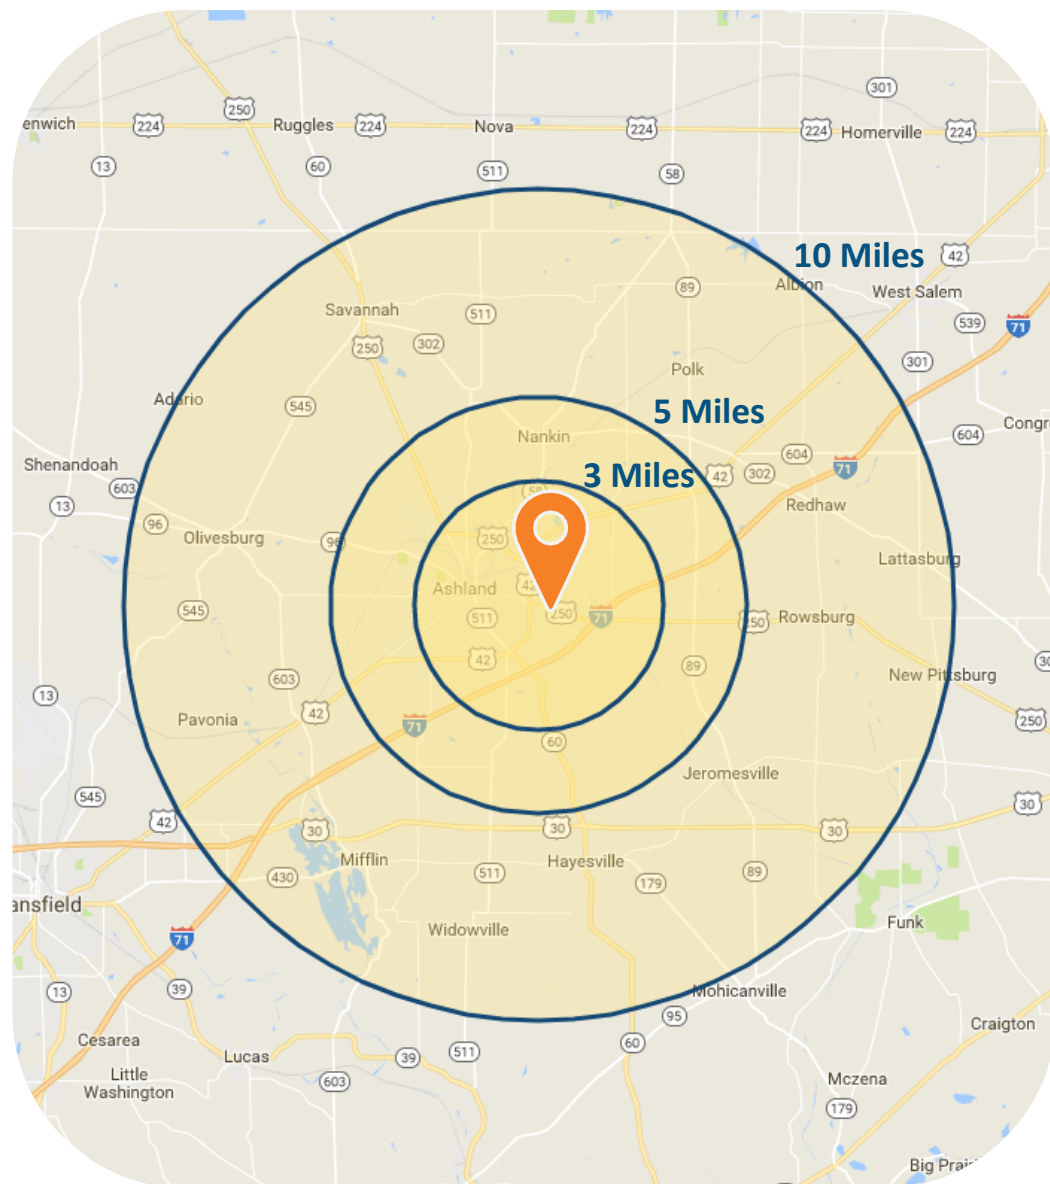 301
250
enwich
224
Ruggles
224
Nova
224
224
Homerville
224
13
60
511
58
10 Miles
42
89
Albion
West Salem
Savannah
511
539
71
250
302
301
Polk
Adario
545
5 Miles
Congr
Nankin
604
604
Shenandoah
3 Miles
42
302
71
603
58
13
Redhaw
96
Olivesburg
96
250
Lattasburg
Ashland
42
545
511
250
71
250
Rowsburg
42
89
603
New Pittsburg
13
Pavonia
42
71
60
250
Jeromesville
545
42
30
30
30
30
Mifflin
Hayesville
430
511
179
89
ansfield
Funk
71
Widowville
13
39
Mohicanville
95
Craigton
Cesarea
Lucas
39
511
60
Little
Washington
603
Mczena
179
Big Prai